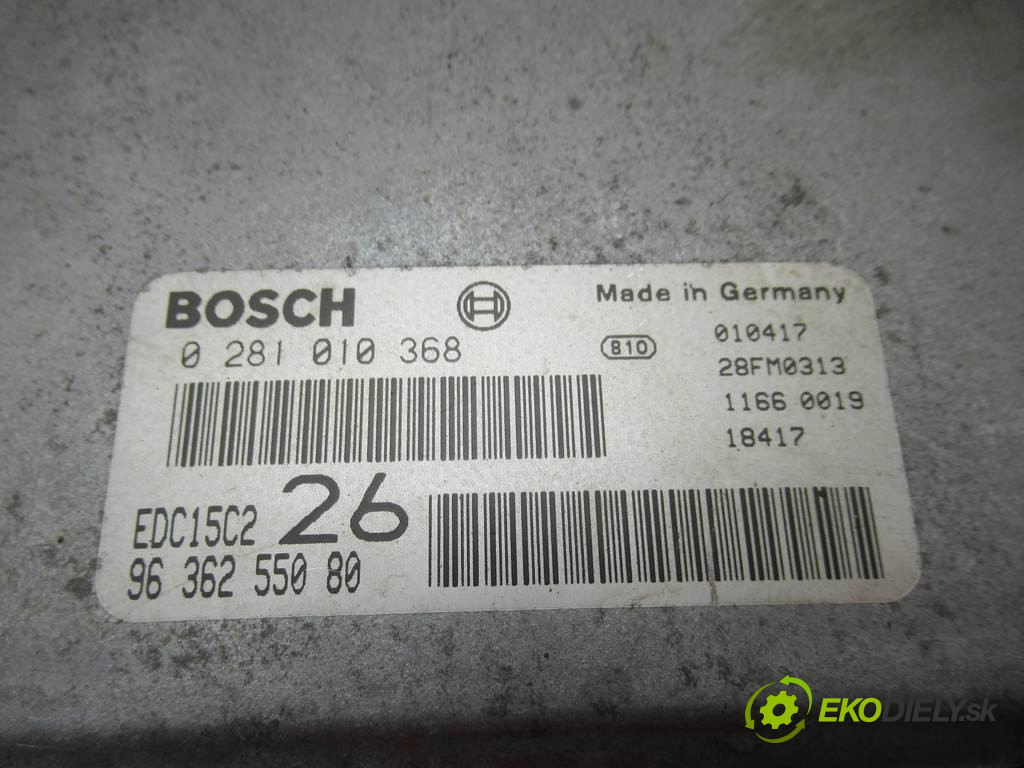 BOSCH
Made in Germany
0 281 010 368
810
010417
28FM0313
1166 0019
18417
EDC15C2
26
96 362 550 80
EKODIELY.sk